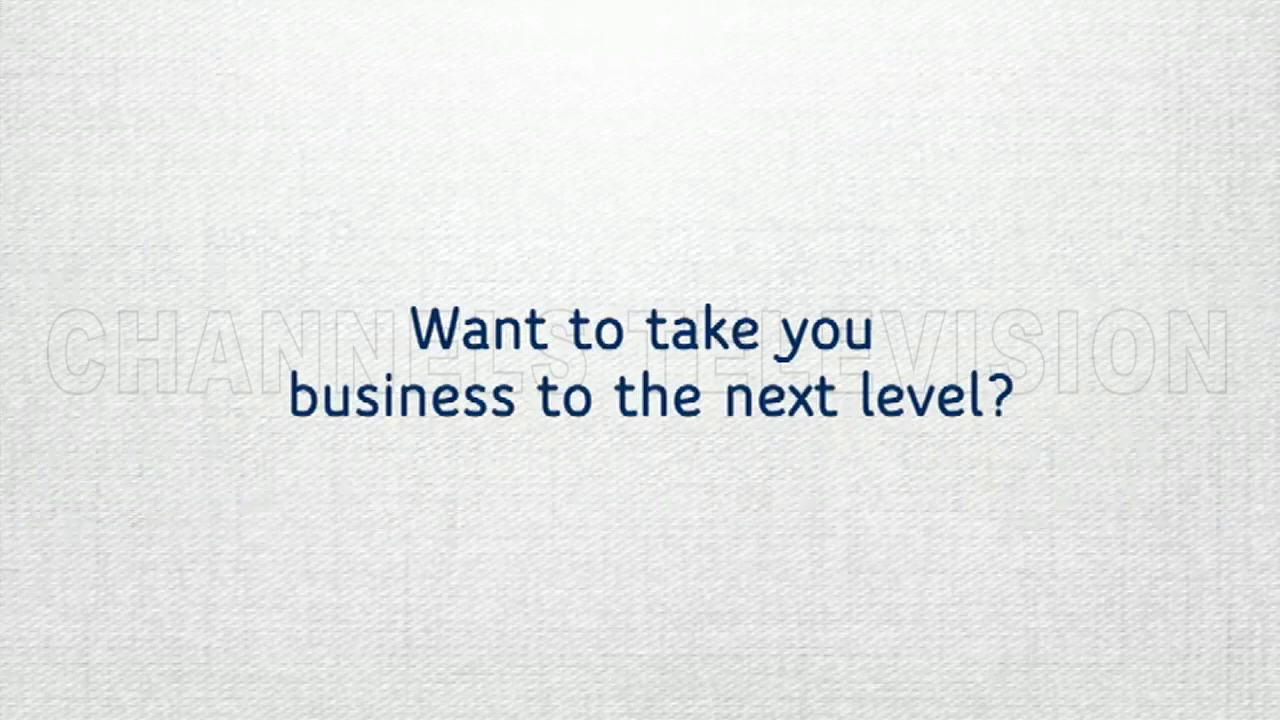 Want to take you
CHANNELS TELEVISION
business to the next level?